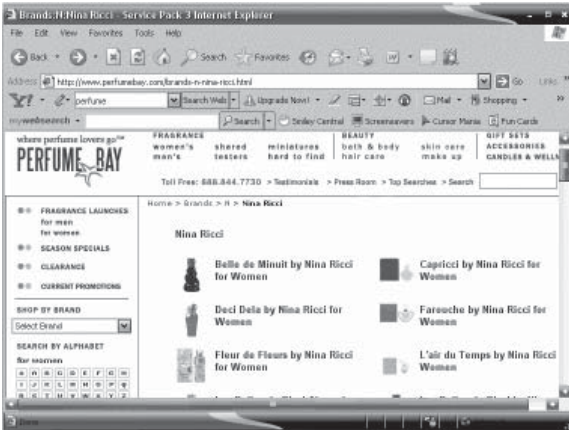 Brands:N:Nina Ricci - Service Pack 3 Internet Explorer
File Edit View Favorites Tools Help
Back Search Favorites
Address http://www.perfumebay.com/brands-n-nina-ricci.html Go Links »
Y! perfume Search Web Upgrade Now! Mail Shopping »
mywebsearch Search Smiley Central Screensavers Cursor Mania Fun Cards
where perfume lovers go
PERFUME BAY
FRAGRANCE BEAUTY GIFT SETS
women's shared miniatures bath & body skin care ACCESSORIES
men's testers hard to find hair care make up CANDLES & WELLN
Toll Free: 888.844.7730 > Testimonials > Press Room > Top Searches > Search
Home > Brands > N > Nina Ricci
FRAGRANCE LAUNCHES
for men
for women
SEASON SPECIALS
CLEARANCE
CURRENT PROMOTIONS
SHOP BY BRAND
Select Brand
SEARCH BY ALPHABET
for women
Nina Ricci
Belle de Minuit by Nina Ricci
for Women
Capricci by Nina Ricci for
Women
Deci Dela by Nina Ricci for
Women
Farouche by Nina Ricci for
Women
Fleur de Fleurs by Nina Ricci
for Women
L'air du Temps by Nina Ricci
for Women
Done